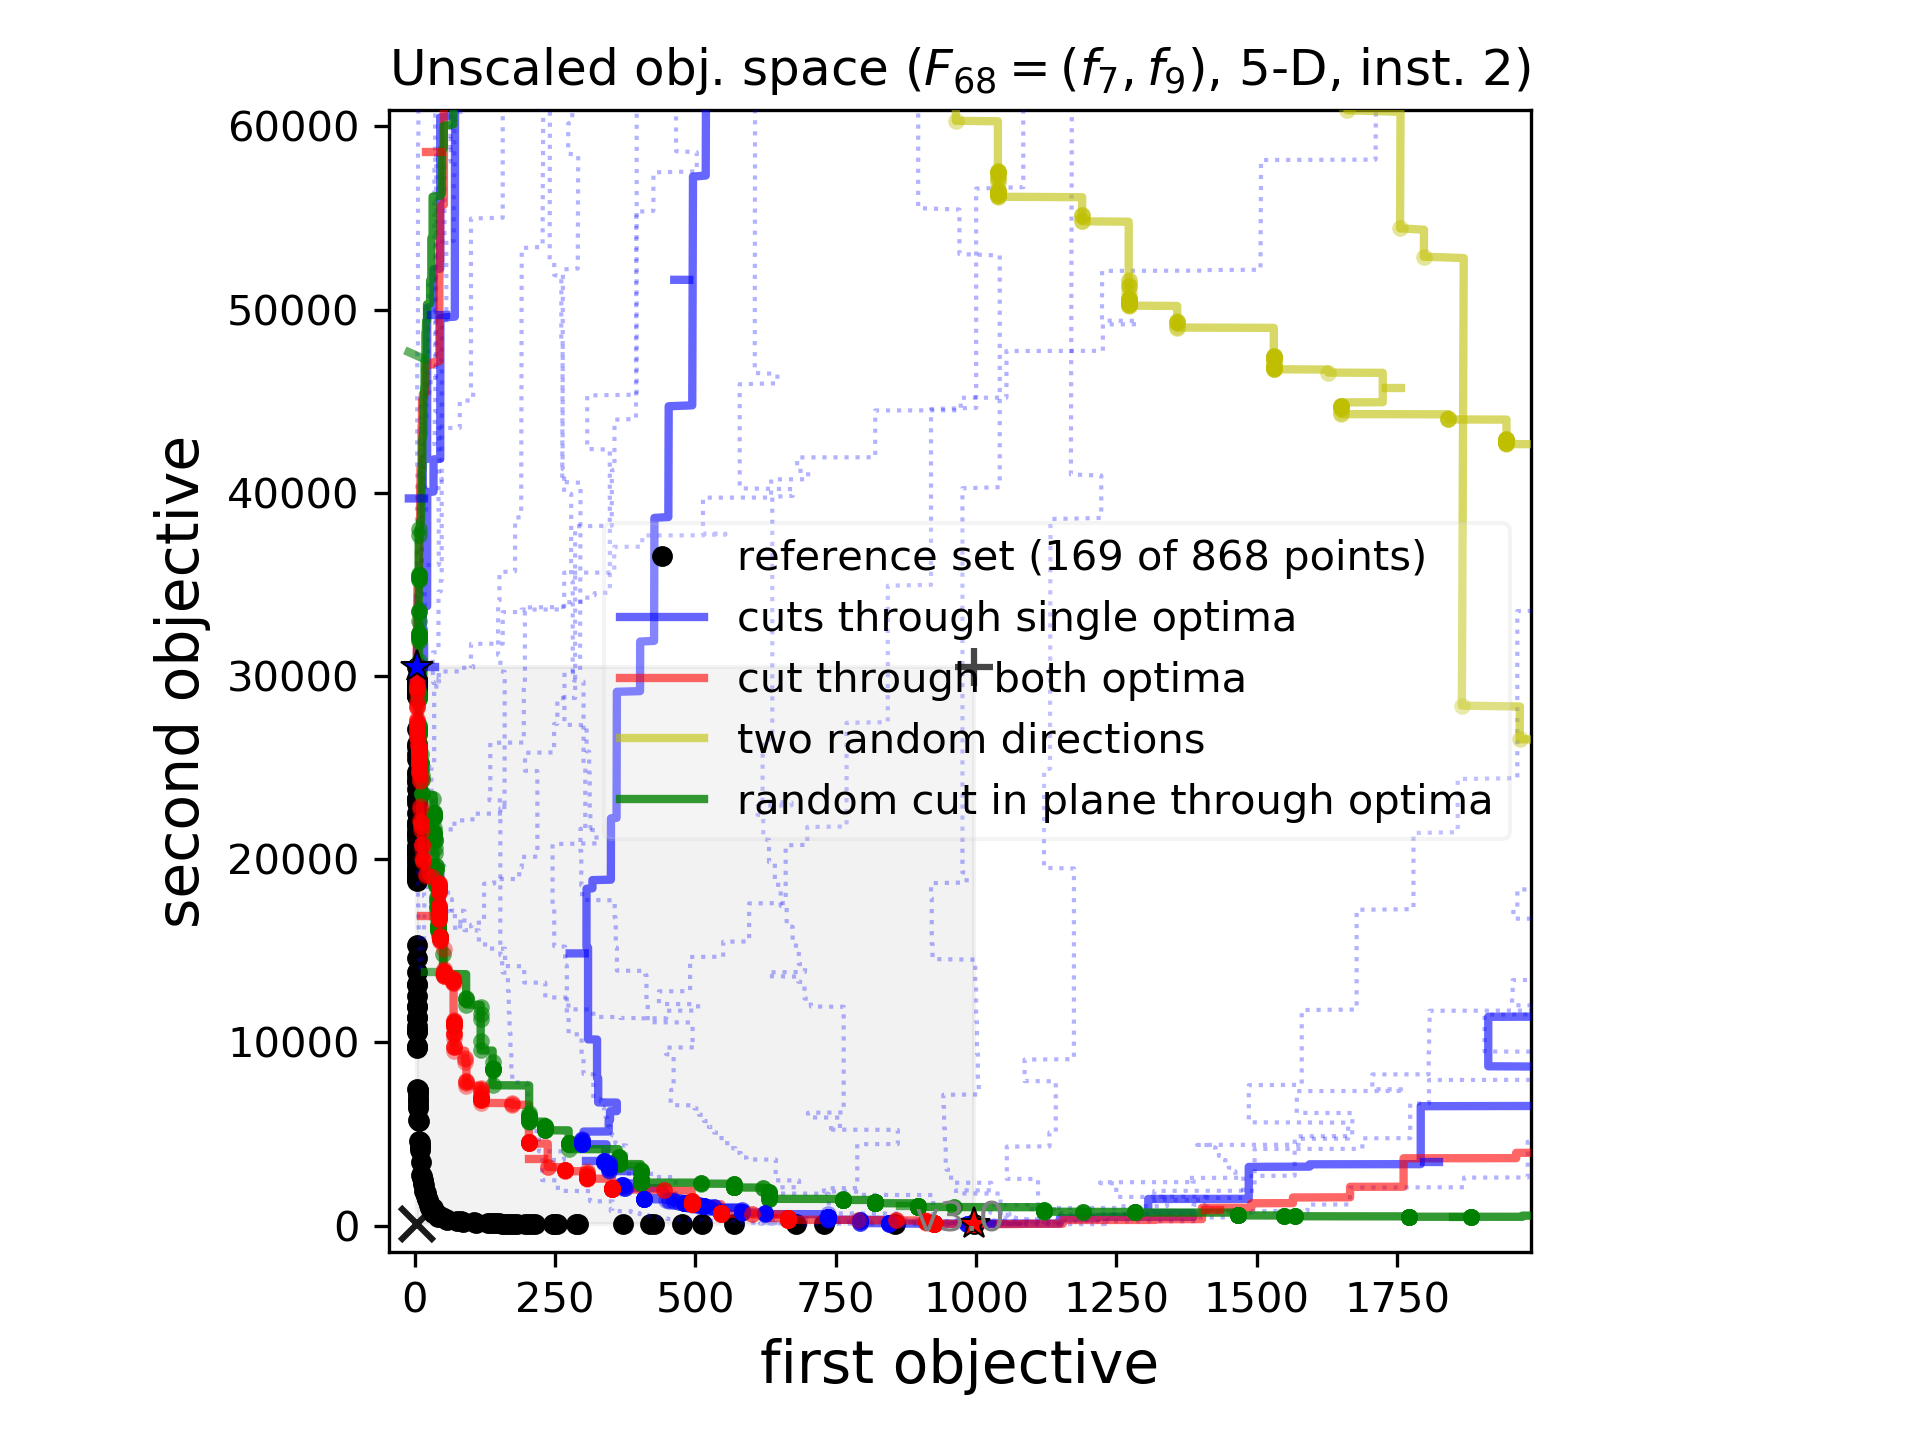 Unscaled obj. space (F₆₈ = (f₇, f₉), 5-D, inst. 2)
60000
50000
40000
30000
20000
10000
0
second objective
reference set (169 of 868 points)
cuts through single optima
cut through both optima
two random directions
random cut in plane through optima
0
250
500
750
1000
1250
1500
1750
first objective